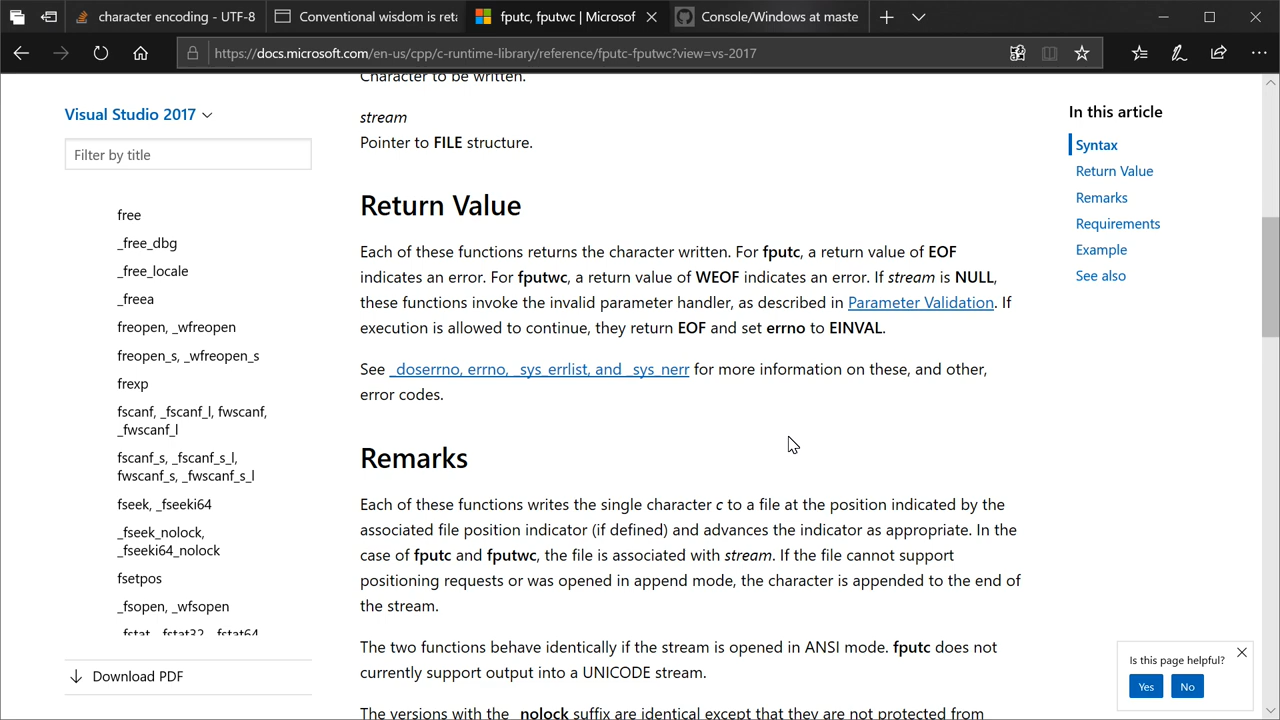 character encoding - UTF-8
Conventional wisdom is reta
fputc, fputwc | Microsof
Console/Windows at maste
https://docs.microsoft.com/en-us/cpp/c-runtime-library/reference/fputc-fputwc?view=vs-2017
Character to be written.
Visual Studio 2017
Filter by title
free
_free_dbg
_free_locale
_freea
freopen, _wfreopen
freopen_s, _wfreopen_s
frexp
fscanf, _fscanf_l, fwscanf,
_fwscanf_l
fscanf_s, _fscanf_s_l,
fwscanf_s, _fwscanf_s_l
fseek, _fseeki64
_fseek_nolock,
_fseeki64_nolock
fsetpos
_fsopen, _wfsopen
_fstat, _fstat32, _fstat64
Download PDF
stream
Pointer to FILE structure.
Return Value
Each of these functions returns the character written. For fputc, a return value of EOF
indicates an error. For fputwc, a return value of WEOF indicates an error. If stream is NULL,
these functions invoke the invalid parameter handler, as described in Parameter Validation. If
execution is allowed to continue, they return EOF and set errno to EINVAL.
See _doserrno, errno, _sys_errlist, and _sys_nerr for more information on these, and other,
error codes.
Remarks
Each of these functions writes the single character c to a file at the position indicated by the
associated file position indicator (if defined) and advances the indicator as appropriate. In the
case of fputc and fputwc, the file is associated with stream. If the file cannot support
positioning requests or was opened in append mode, the character is appended to the end of
the stream.
The two functions behave identically if the stream is opened in ANSI mode. fputc does not
currently support output into a UNICODE stream.
The versions with the _nolock suffix are identical except that they are not protected from
In this article
Syntax
Return Value
Remarks
Requirements
Example
See also
Is this page helpful?
Yes
No